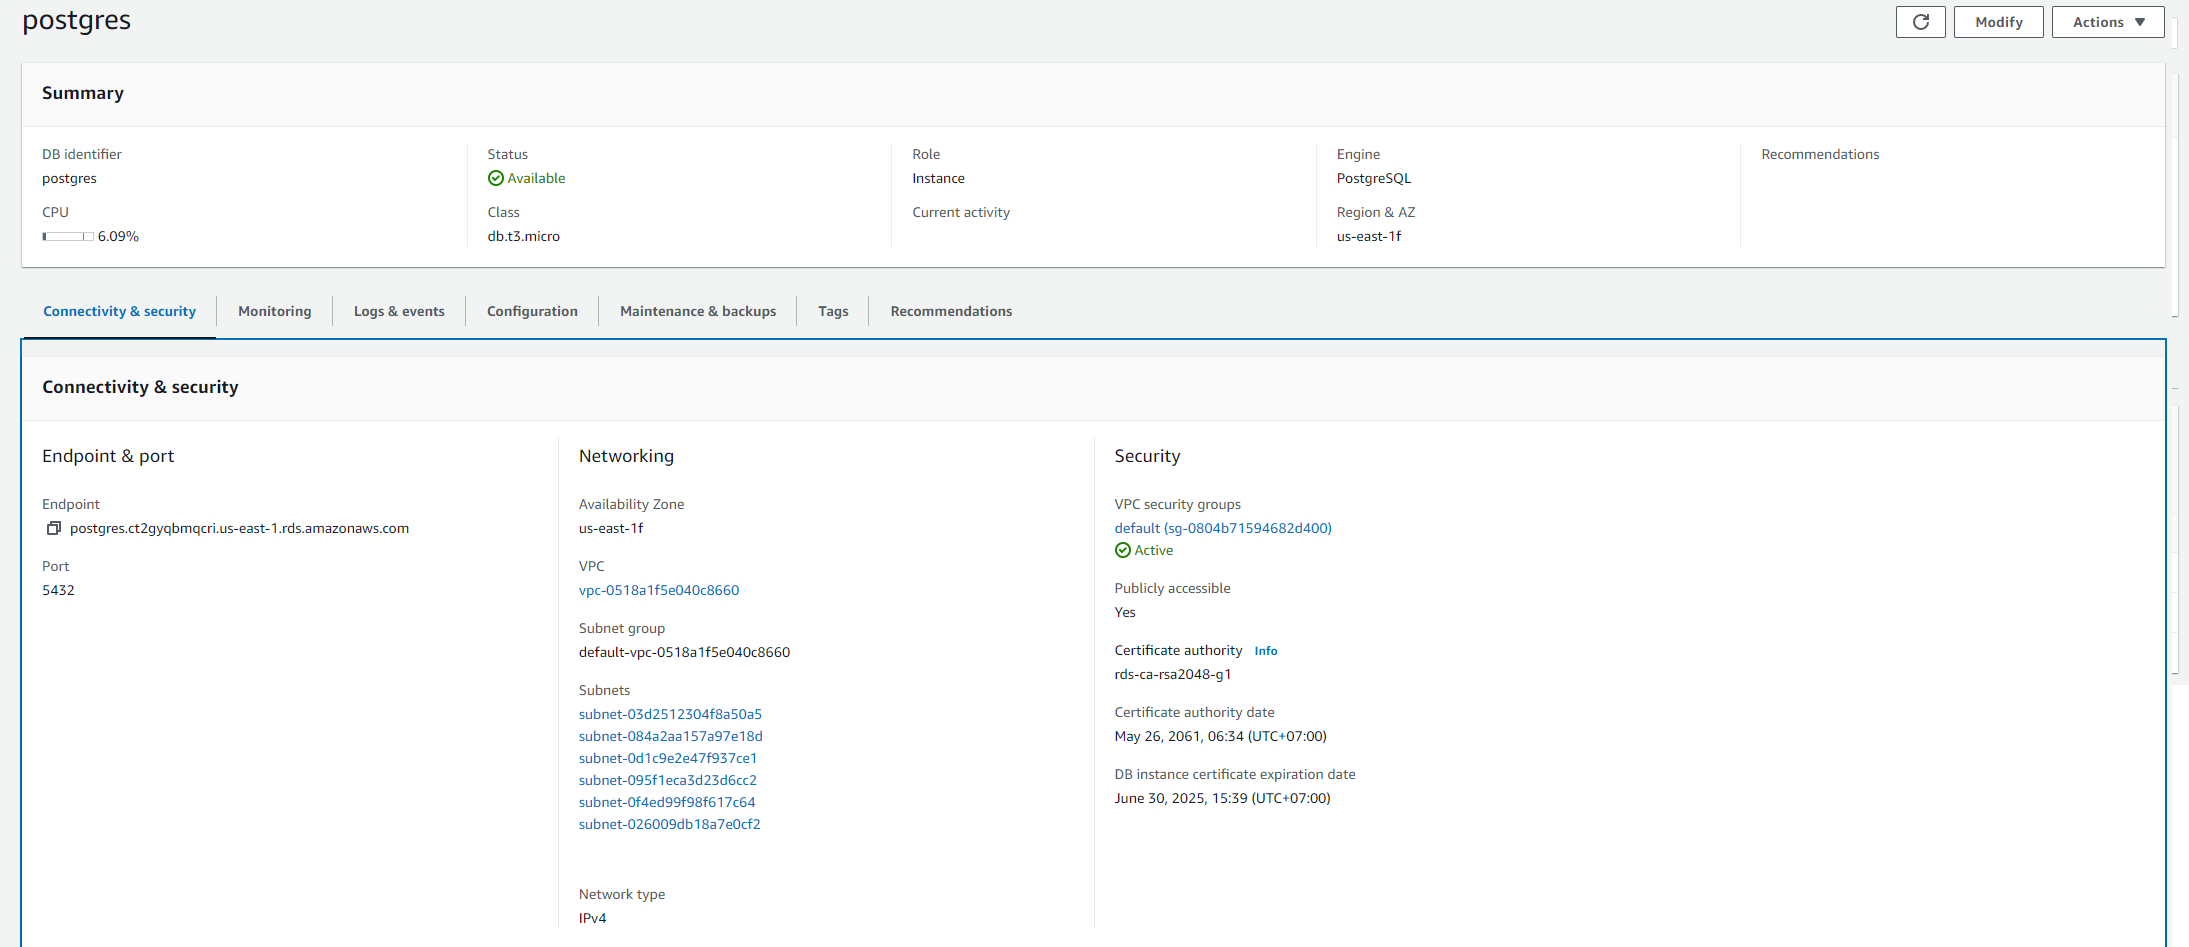 postgres
Modify
Actions
Summary
DB identifier
postgres
Status
Available
Role
Instance
Engine
PostgreSQL
Recommendations
CPU
6.09%
Class
db.t3.micro
Current activity
Region & AZ
us-east-1f
Connectivity & security
Monitoring
Logs & events
Configuration
Maintenance & backups
Tags
Recommendations
Connectivity & security
Endpoint & port
Endpoint
postgres.ct2gyqbmqcri.us-east-1.rds.amazonaws.com
Port
5432
Networking
Availability Zone
us-east-1f
VPC
vpc-0518a1f5e040c8660
Subnet group
default-vpc-0518a1f5e040c8660
Subnets
subnet-03d2512304f8a50a5
subnet-084a2aa157a97e18d
subnet-0d1c9e2e47f937ce1
subnet-095f1eca3d23d6cc2
subnet-0f4ed99f98f617c64
subnet-026009db18a7e0cf2
Network type
IPv4
Security
VPC security groups
default (sg-0804b71594682d400)
Active
Publicly accessible
Yes
Certificate authority Info
rds-ca-rsa2048-g1
Certificate authority date
May 26, 2061, 06:34 (UTC+07:00)
DB instance certificate expiration date
June 30, 2025, 15:39 (UTC+07:00)